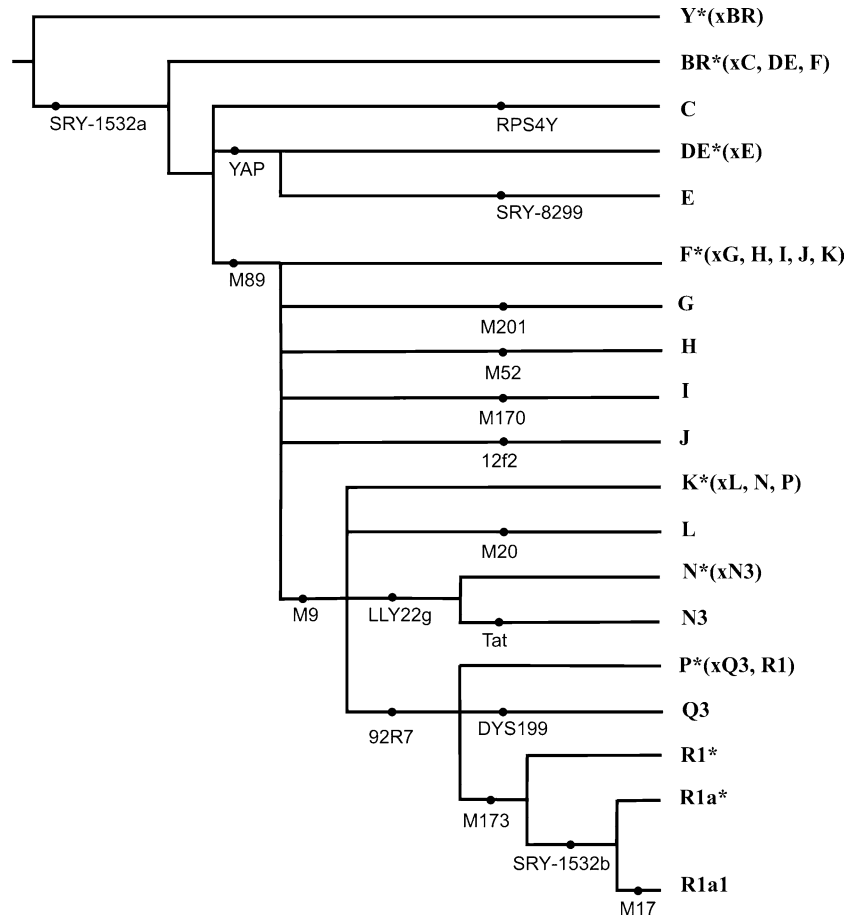 Y*(xBR)
BR*(xC, DE, F)
SRY-1532a
C
RPS4Y
DE*(xE)
YAP
E
SRY-8299
F*(xG, H, I, J, K)
M89
G
M201
H
M52
I
M170
J
12f2
K*(xL, N, P)
L
M20
N*(xN3)
M9
LLY22g
N3
Tat
P*(xQ3, R1)
Q3
92R7
DYS199
R1*
R1a*
M173
SRY-1532b
R1a1
M17